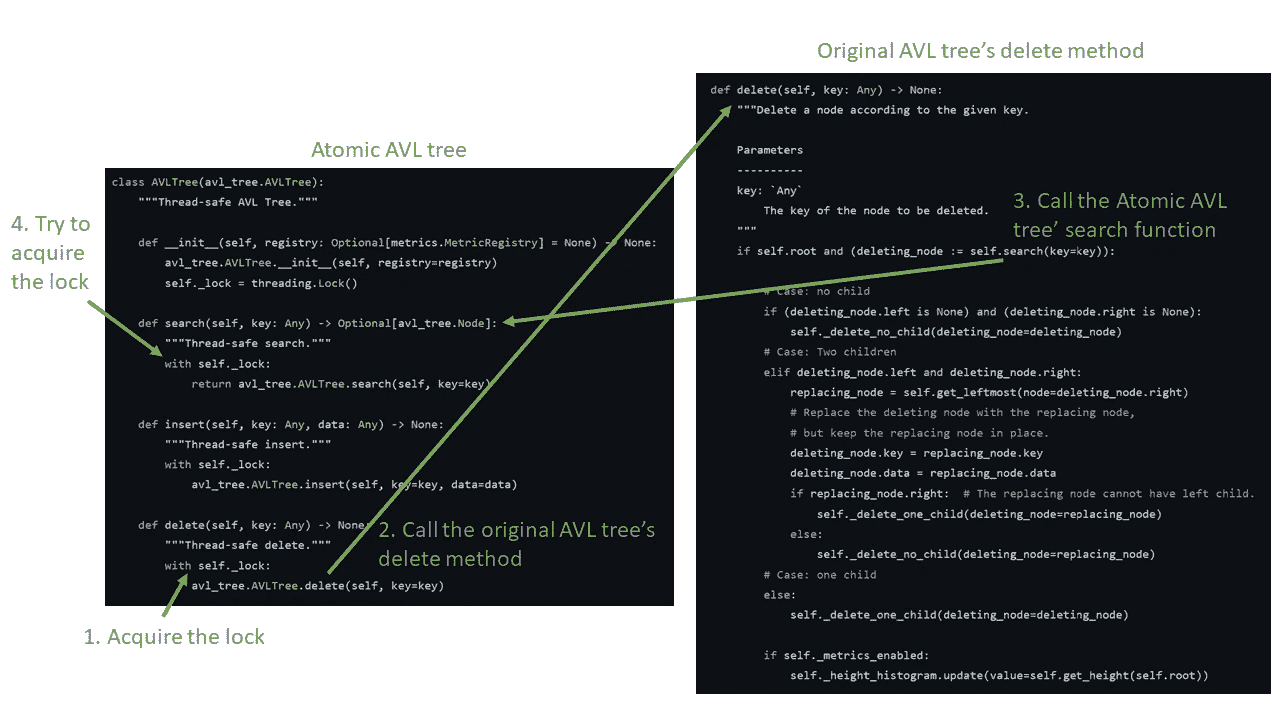 Original AVL tree's delete method
def delete(self, key: Any) -> None:
"""Delete a node according to the given key.
Parameters
----------
key: `Any`
The key of the node to be deleted.
"""
if self.root and (deleting_node := self.search(key=key)):
# Case: no child
if (deleting_node.left is None) and (deleting_node.right is None):
self._delete_no_child(deleting_node=deleting_node)
# Case: Two children
elif deleting_node.left and deleting_node.right:
replacing_node = self.get_leftmost(node=deleting_node.right)
# Replace the deleting node with the replacing node,
# but keep the replacing node in place.
deleting_node.key = replacing_node.key
deleting_node.data = replacing_node.data
if replacing_node.right:  # The replacing node cannot have left child.
self._delete_one_child(deleting_node=replacing_node)
else:
self._delete_no_child(deleting_node=replacing_node)
# Case: one child
else:
self._delete_one_child(deleting_node=deleting_node)
if self._metrics_enabled:
self._height_histogram.update(value=self.get_height(self.root))
3. Call the Atomic AVL
tree' search function
Atomic AVL tree
class AVLTree(avl_tree.AVLTree):
"""Thread-safe AVL Tree."""
def __init__(self, registry: Optional[metrics.MetricRegistry] = None) -> None:
avl_tree.AVLTree.__init__(self, registry=registry)
self._lock = threading.Lock()
def search(self, key: Any) -> Optional[avl_tree.Node]:
"""Thread-safe search."""
with self._lock:
return avl_tree.AVLTree.search(self, key=key)
def insert(self, key: Any, data: Any) -> None:
"""Thread-safe insert."""
with self._lock:
avl_tree.AVLTree.insert(self, key=key, data=data)
def delete(self, key: Any) -> None:
"""Thread-safe delete."""
with self._lock:
avl_tree.AVLTree.delete(self, key=key)
4. Try to
acquire
the lock
2. Call the original AVL tree's
delete method
1. Acquire the lock